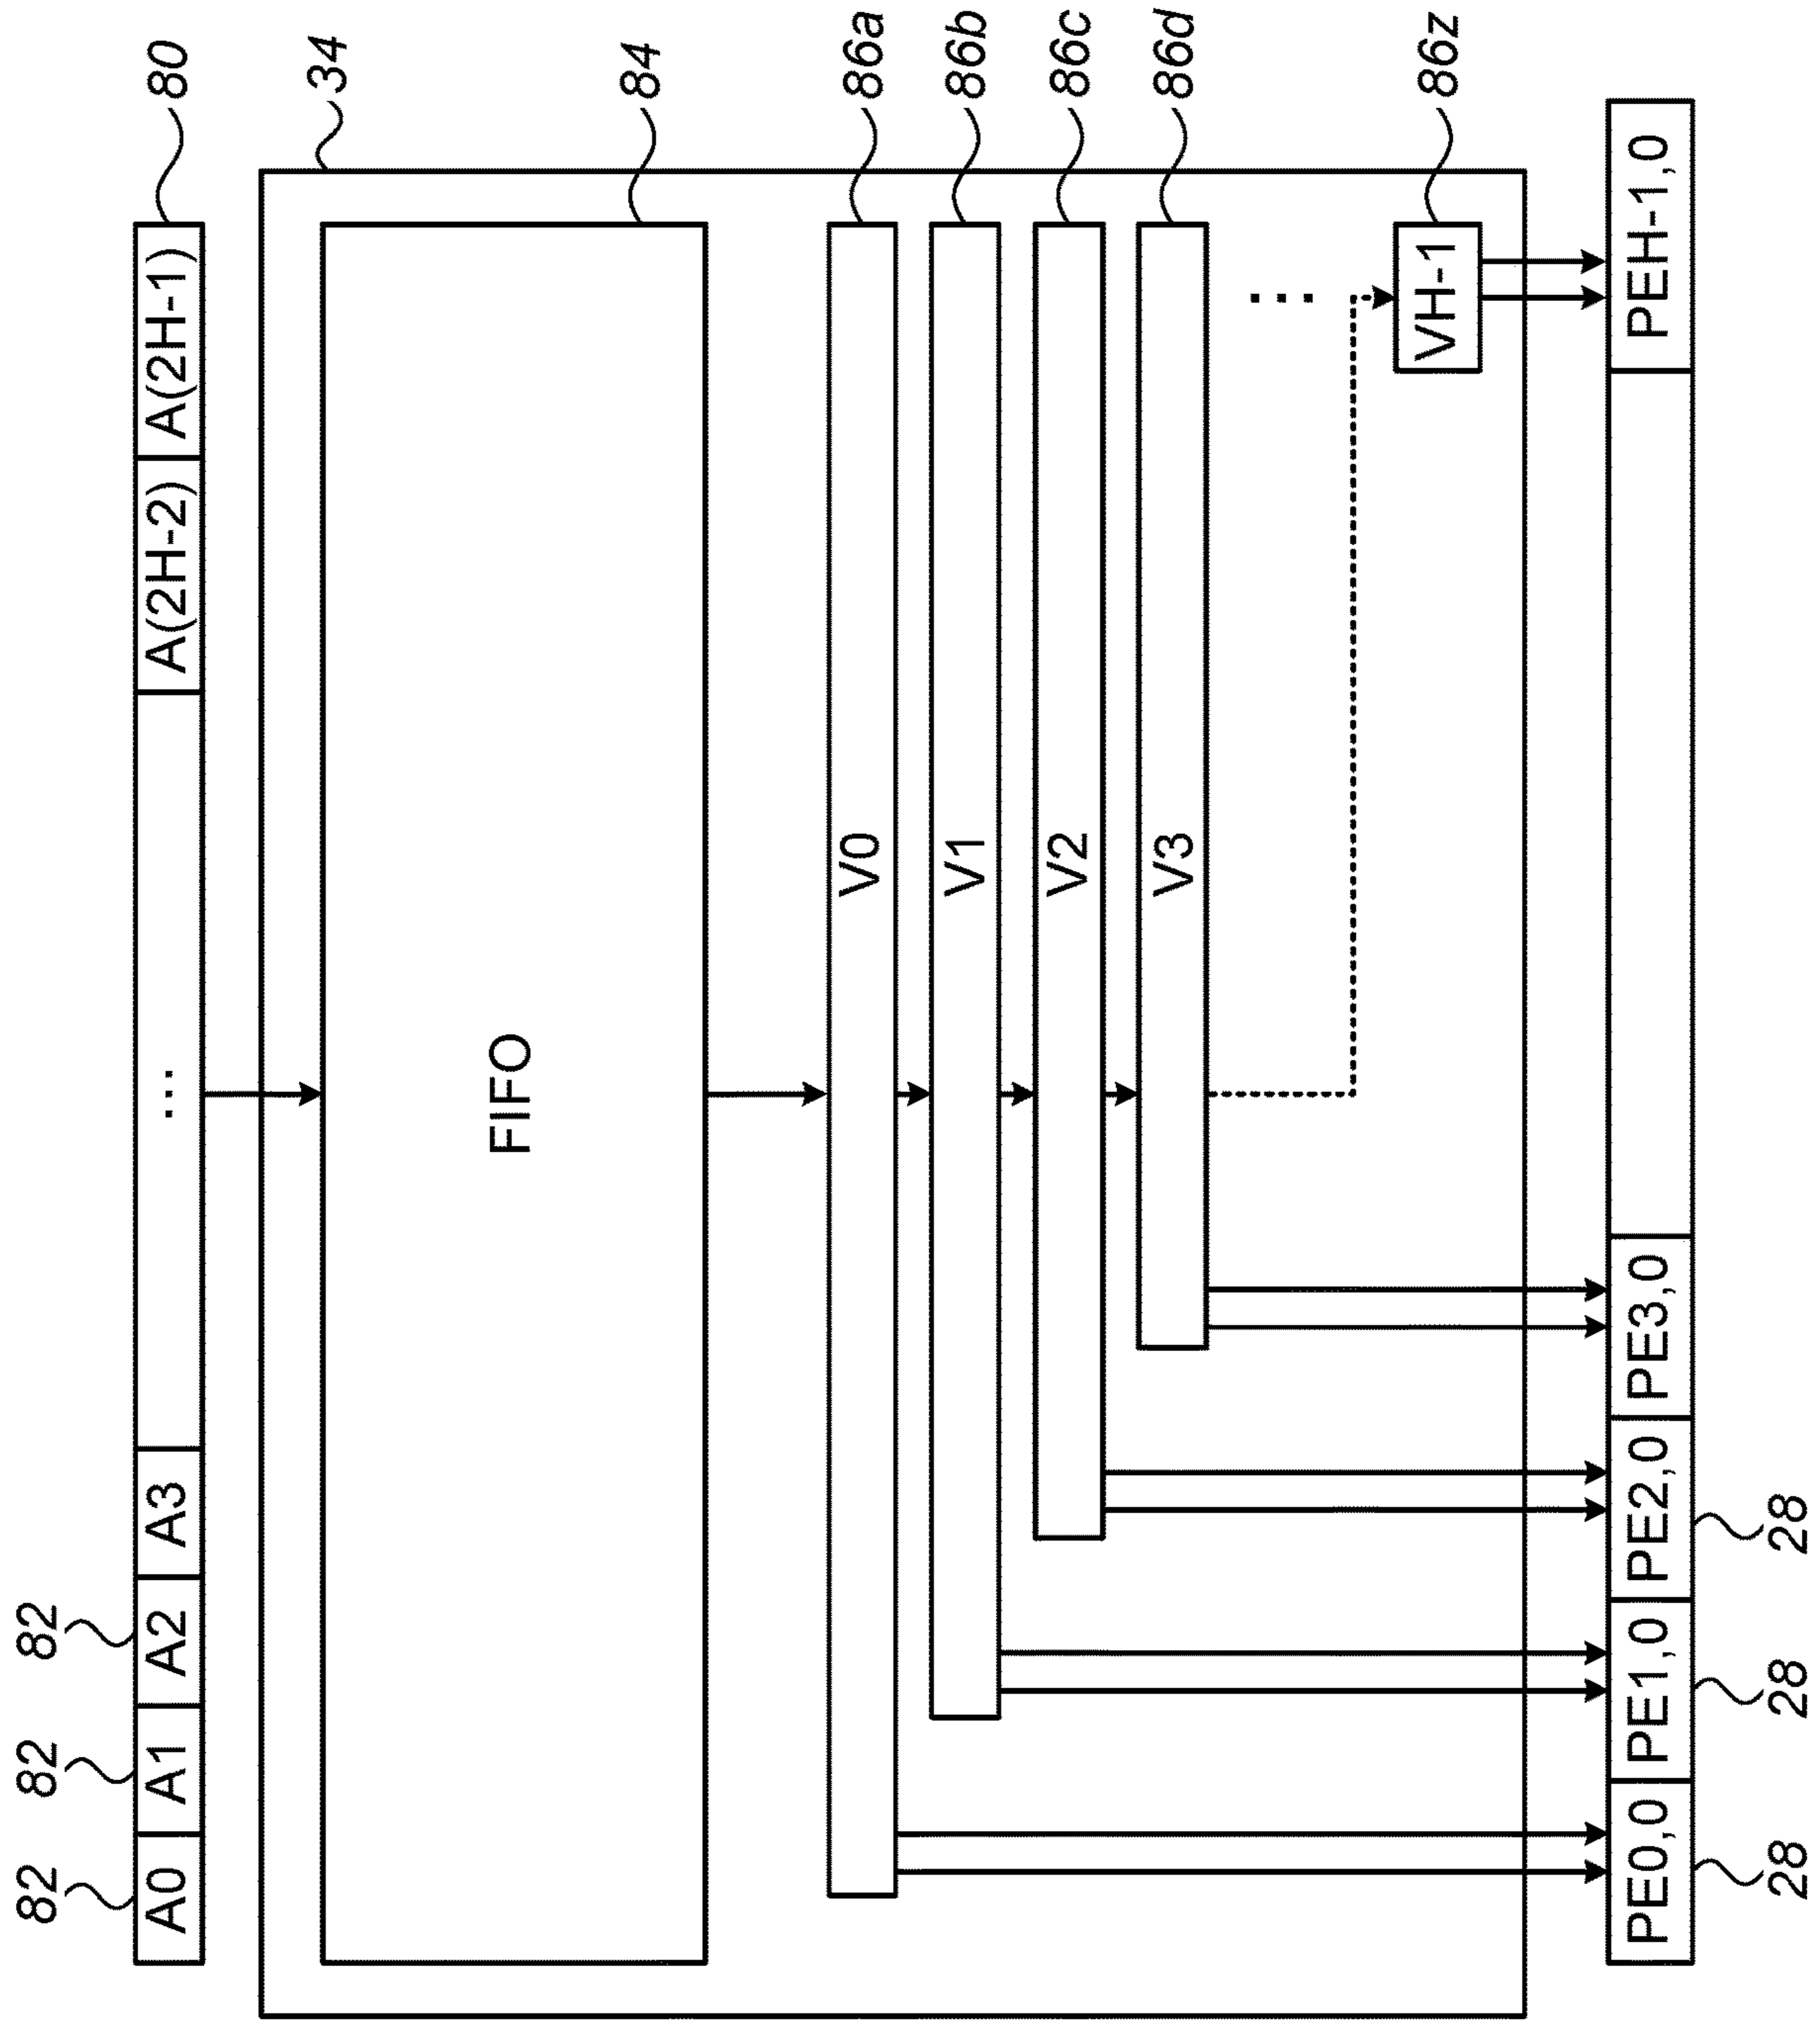 82 82 82
A0 A1 A2 A3 ... A(2H-2) A(2H-1) 80
34
FIFO 84
V0 86a
V1 86b
V2 86c
V3 86d
...
VH-1 86z
PE0,0 PE1,0 PE2,0 PE3,0 PEH-1,0
28 28 28